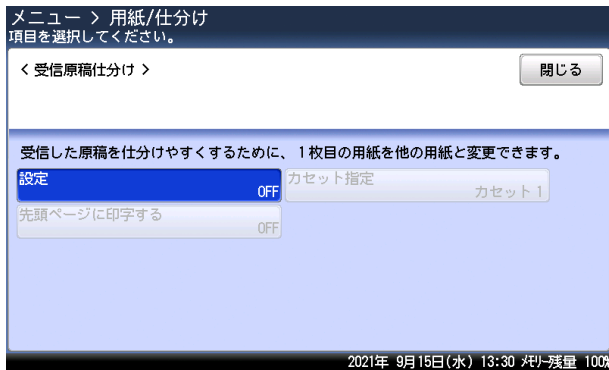 メニュー > 用紙/仕分け
項目を選択してください。
< 受信原稿仕分け >
閉じる
受信した原稿を仕分けやすくするために、1枚目の用紙を他の用紙と変更できます。
設定
OFF
カセット指定
カセット1
先頭ページに印字する
OFF
2021年 9月15日(水) 13:30 ﾒﾓﾘｰ残量 100%